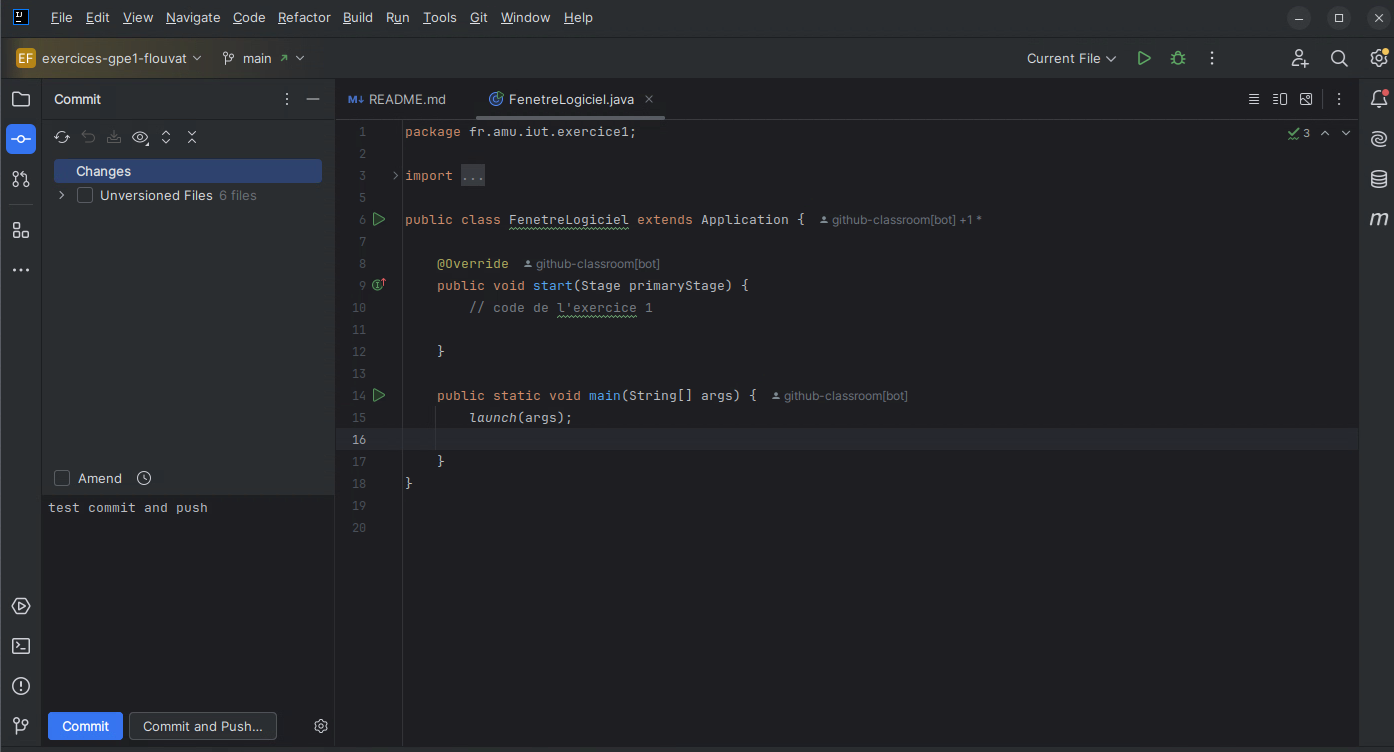 File Edit View Navigate Code Refactor Build Run Tools Git Window Help
EF exercices-gpe1-flouvat main Current File
Commit
M↓ README.md FenetreLogiciel.java
1 package fr.amu.iut.exercice1;
2
3 import ...
5
6 public class FenetreLogiciel extends Application { github-classroom[bot] +1 *
7
8 @Override github-classroom[bot]
9 public void start(Stage primaryStage) {
10 // code de l'exercice 1
11
12 }
13
14 public static void main(String[] args) { github-classroom[bot]
15 launch(args);
16
17 }
18 }
19
20
3
Changes
Unversioned Files 6 files
Amend
test commit and push
Commit Commit and Push...
m